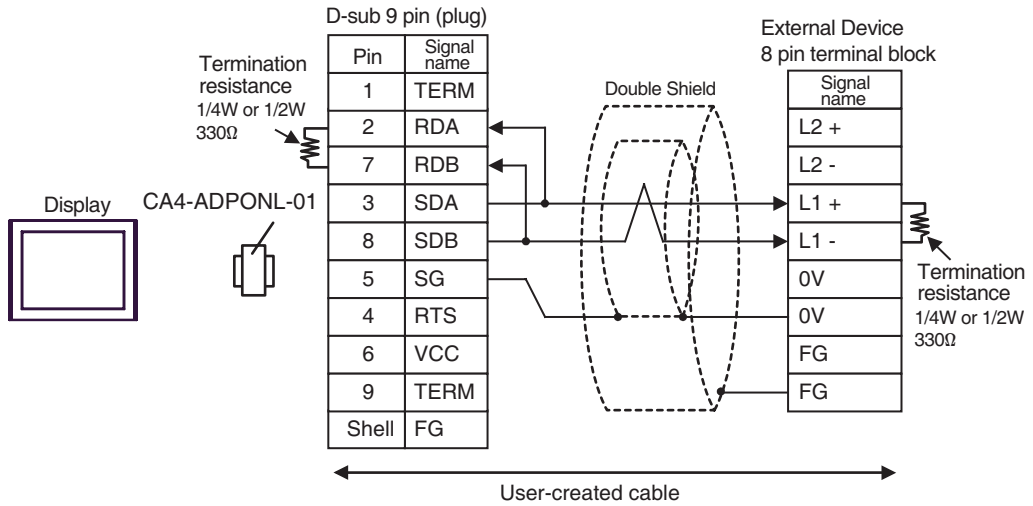 D-sub 9 pin (plug)
External Device
8 pin terminal block
Termination
resistance
1/4W or 1/2W
330Ω
Pin
Signal
name
1
TERM
2
RDA
7
RDB
3
SDA
8
SDB
5
SG
4
RTS
6
VCC
9
TERM
Shell
FG
Display
CA4-ADPONL-01
Double Shield
Signal
name
L2 +
L2 -
L1 +
L1 -
0V
0V
FG
FG
Termination
resistance
1/4W or 1/2W
330Ω
User-created cable